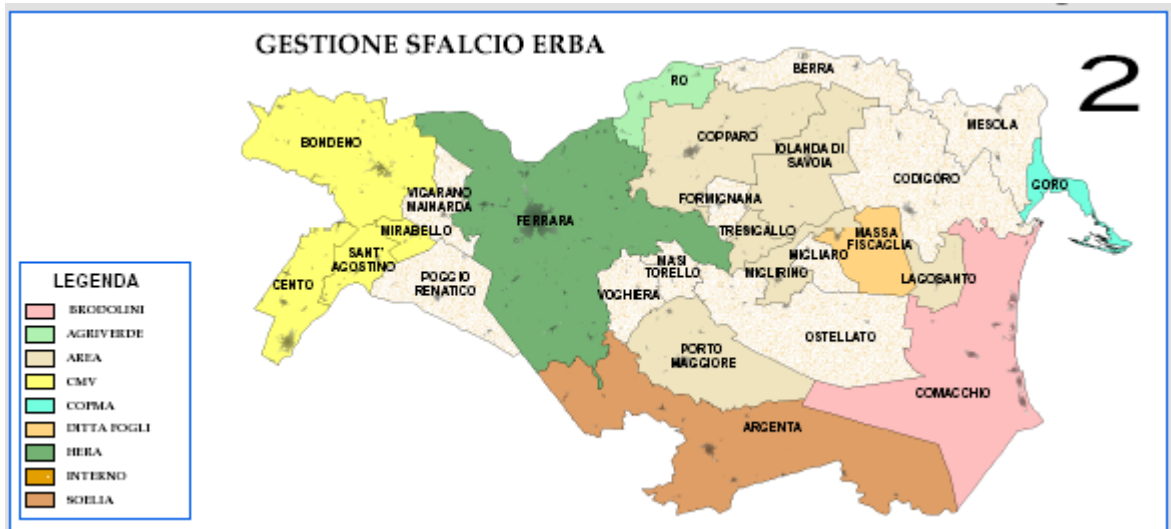 GESTIONE SFALCIO ERBA
2
RO
BERRA
MESOLA
COPPARO
IOLANDA DI
SAVOIA
BONDENO
CODIGORO
GORO
VIGARANO
MAINARDA
FORMIGNANA
FERRARA
TRESIGALLO
MASSA
FISCAGLIA
MIRABELLO
SANT'
AGOSTINO
MIGLIARO
MASI
TORELLO
MIGLIRINO
LAGOSANTO
CENTO
POGGIO
RENATICO
VOGHIERA
OSTELLATO
PORTO
MAGGIORE
COMACCHIO
ARGENTA
LEGENDA
BRODOLINI
AGRIVERDE
AREA
CMV
COPMA
DITTA FOGLI
HERA
INTERNO
SOELIA